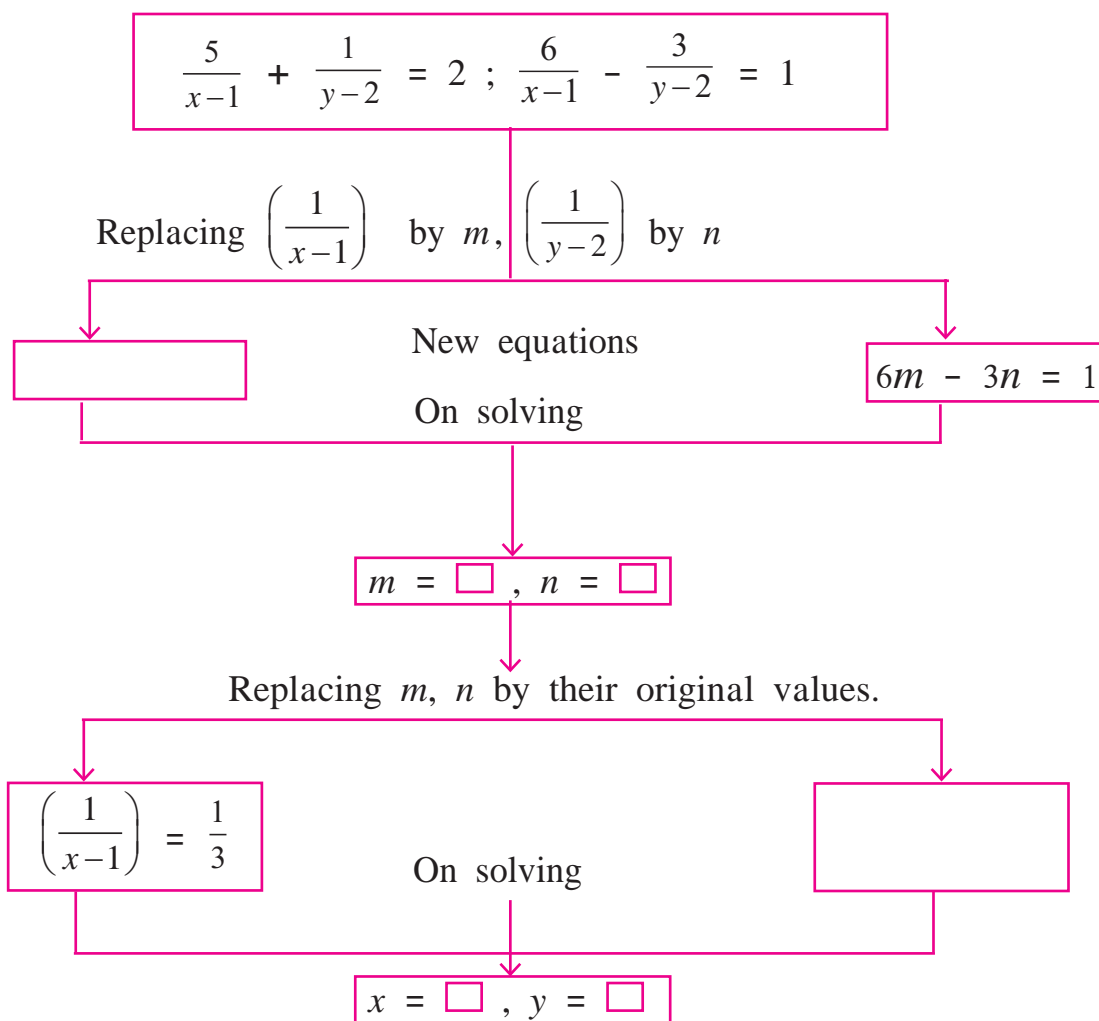 5/(x−1) + 1/(y−2) = 2 ; 6/(x−1) - 3/(y−2) = 1
Replacing (1/(x−1)) by m, (1/(y−2)) by n
New equations
6m - 3n = 1
On solving
m = □ , n = □
Replacing m, n by their original values.
(1/(x−1)) = 1/3
On solving
x = □ , y = □